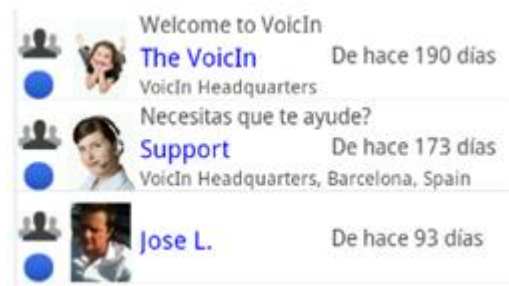 Welcome to VoicIn
The VoicIn De hace 190 días
VoicIn Headquarters
Necesitas que te ayude?
Support De hace 173 días
VoicIn Headquarters, Barcelona, Spain
Jose L. De hace 93 días